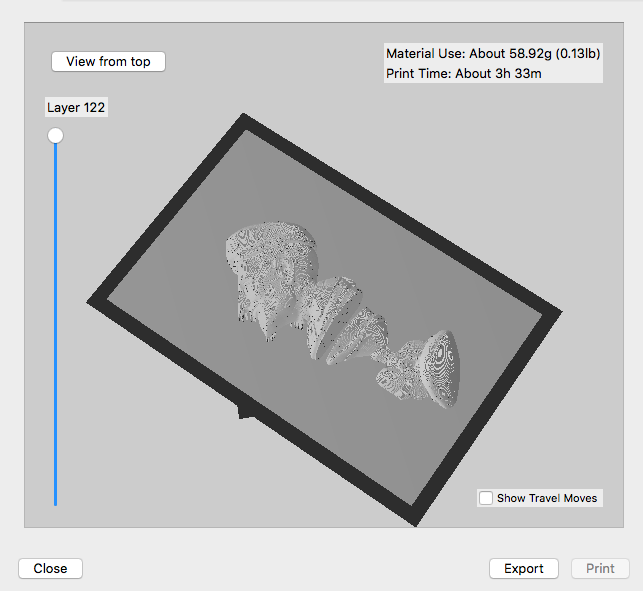 View from top
Material Use: About 58.92g (0.13lb)
Print Time: About 3h 33m
Layer 122
Show Travel Moves
Close
Export
Print